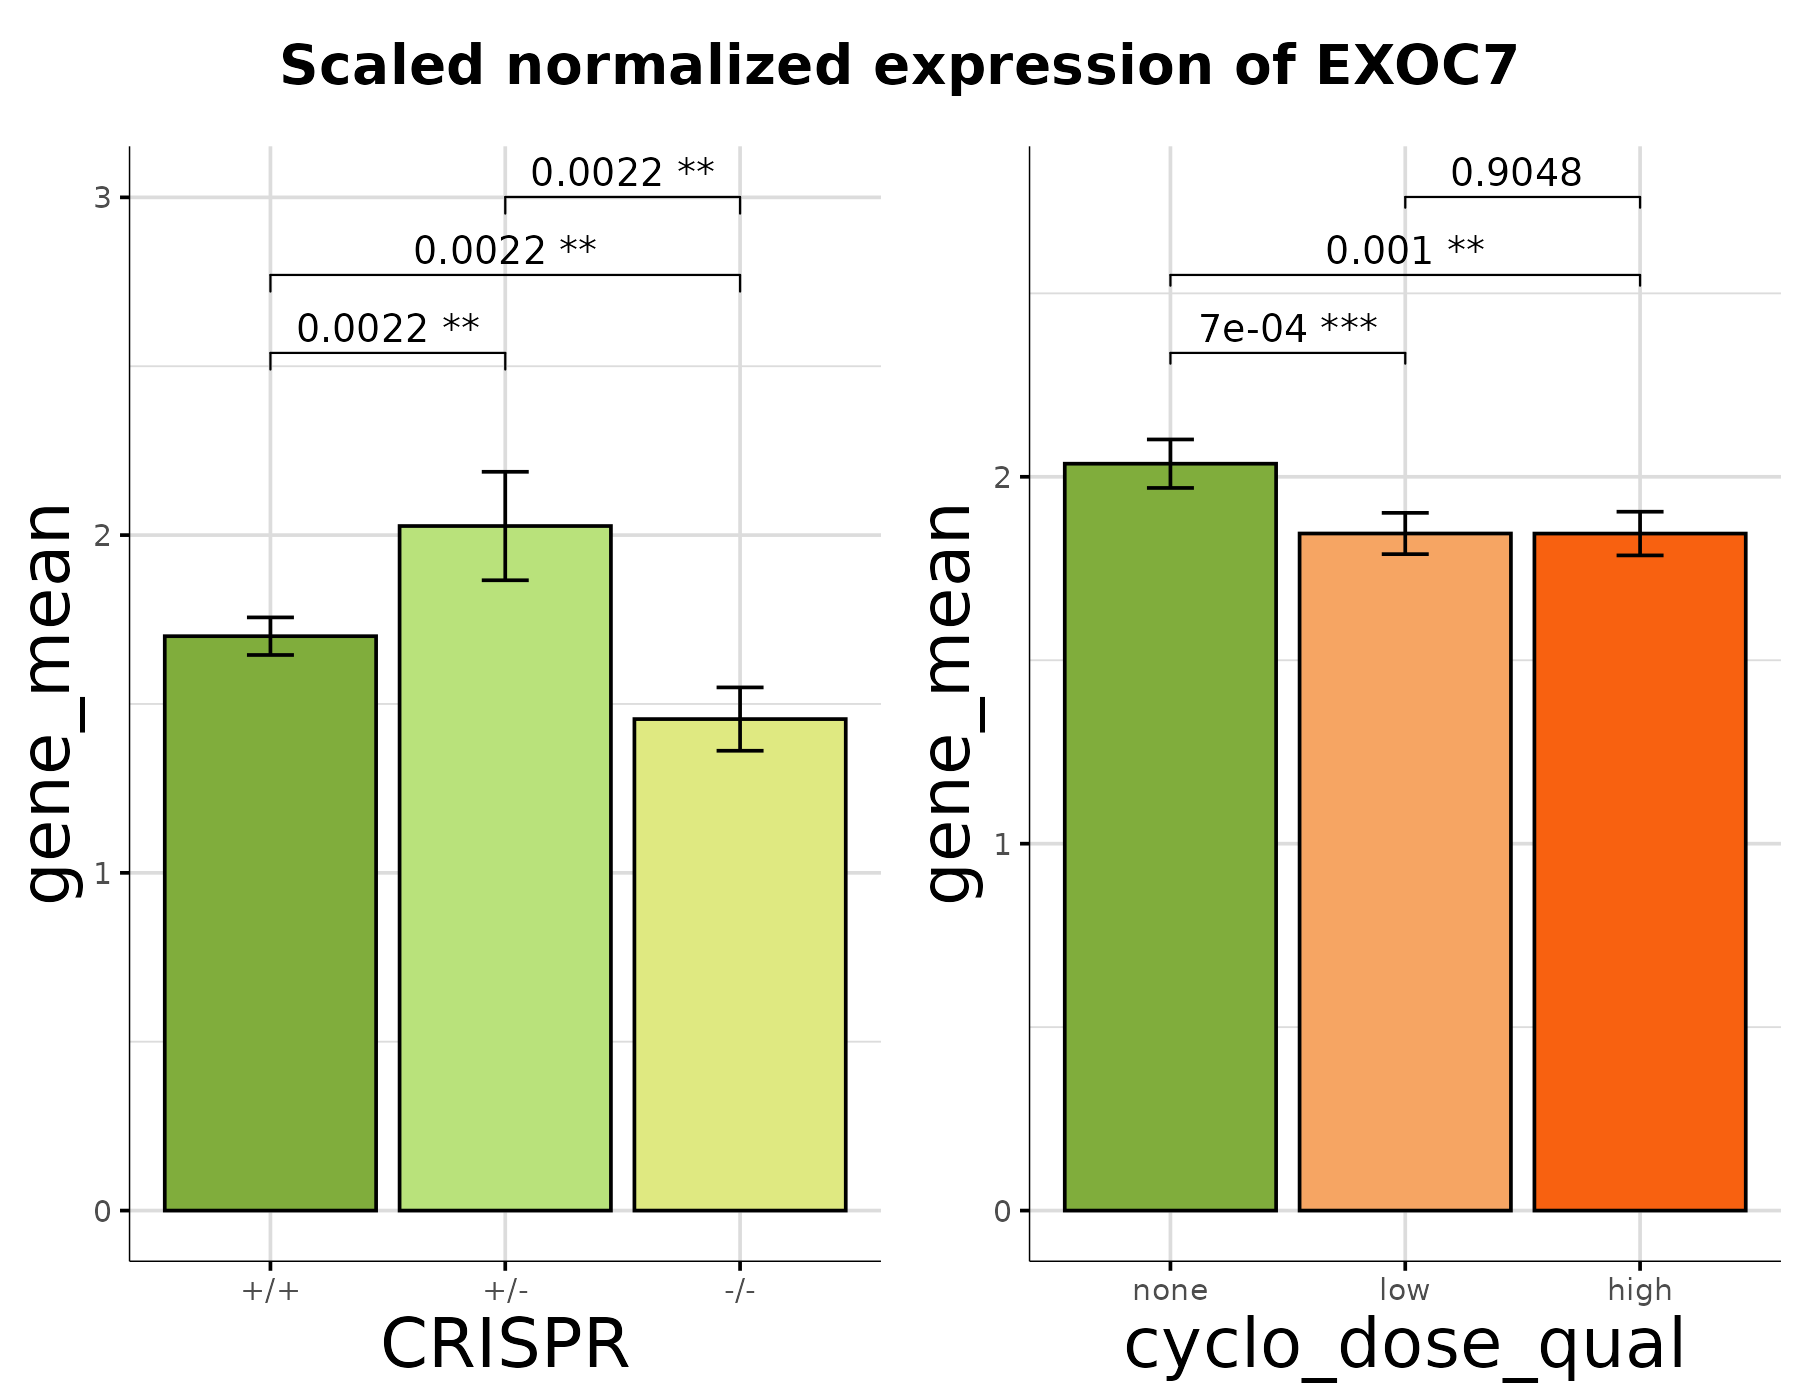 Scaled normalized expression of EXOC7
0.0022 **
0.0022 **
0.0022 **
3
2
1
0
gene_mean
+/+
+/-
-/-
CRISPR
0.9048
0.001 **
7e-04 ***
2
1
0
gene_mean
none
low
high
cyclo_dose_qual